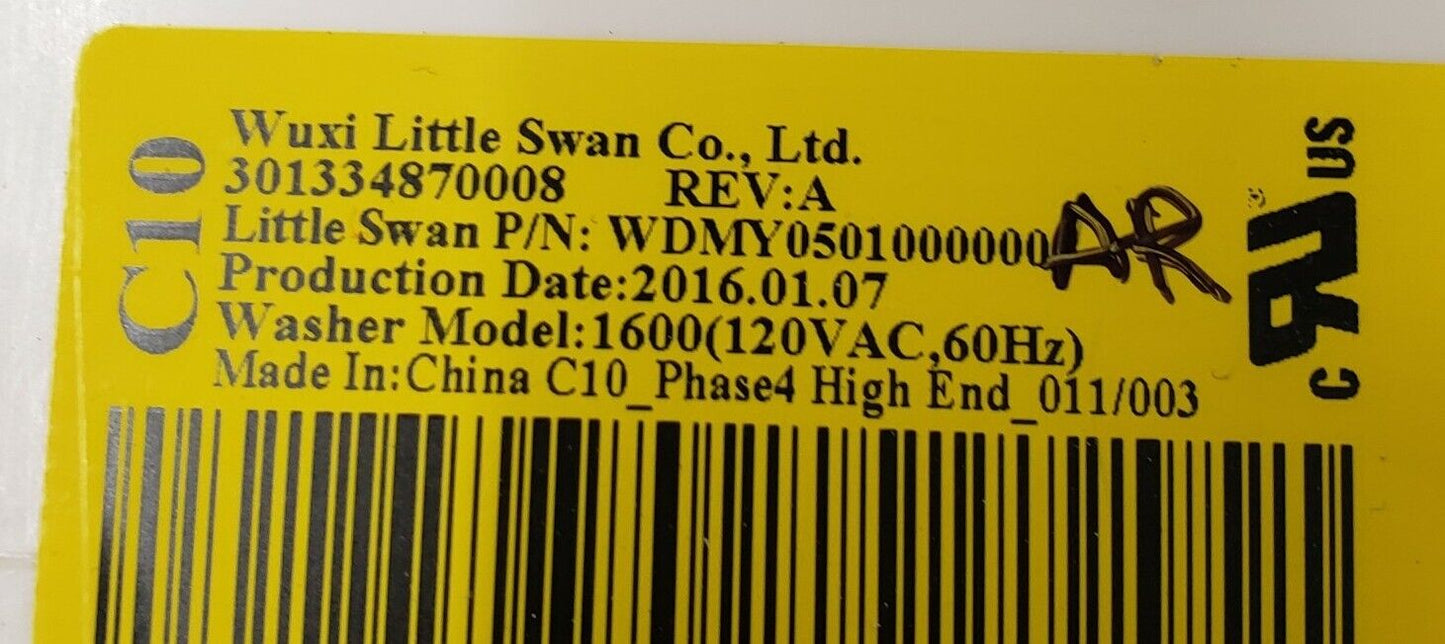 Wuxi Little Swan Co., Ltd.
301334870008 REV:A
Little Swan P/N: WDMY0501000000 AR
Production Date:2016.01.07
Washer Model:1600(120VAC,60Hz)
Made In:China C10_Phase4 High End_011/003
C10
c RU US